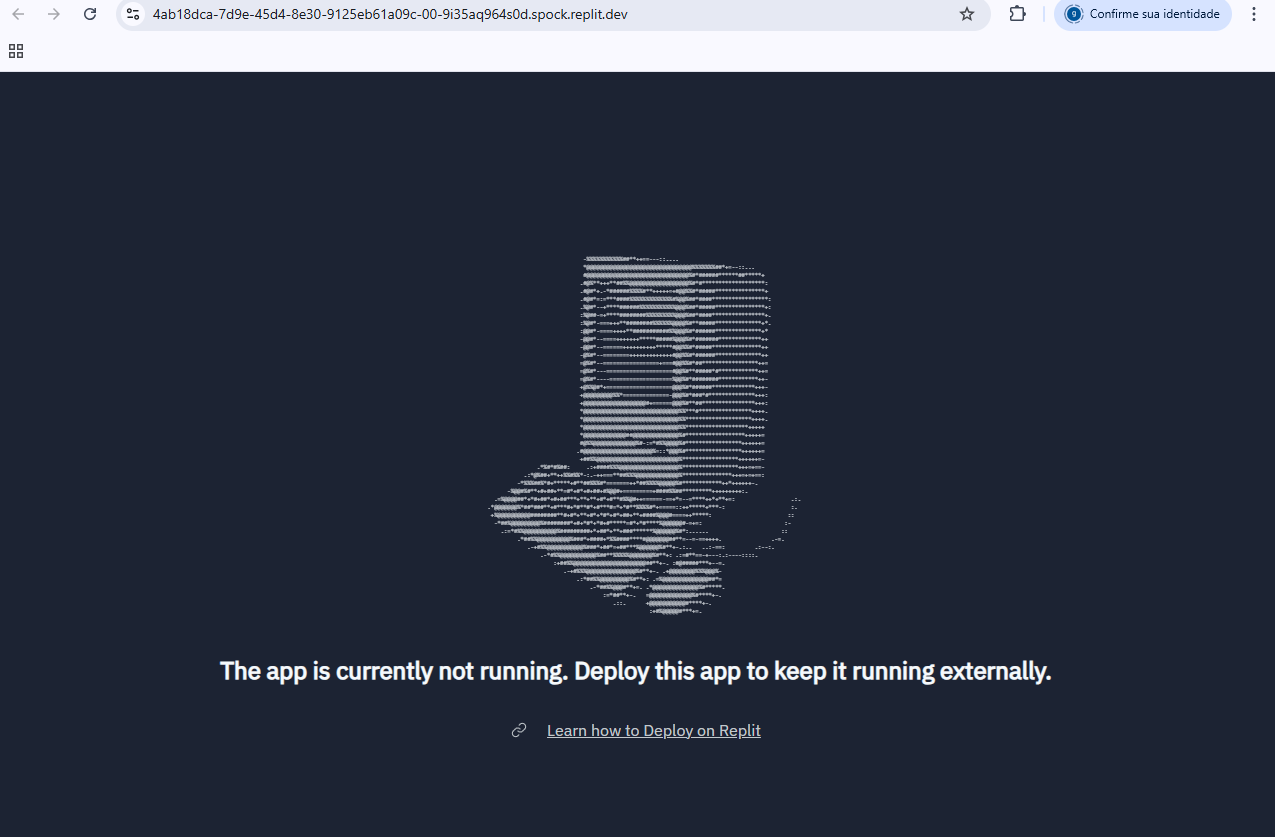 4ab18dca-7d9e-45d4-8e30-9125eb61a09c-00-9i35aq964s0d.spock.replit.dev
g
Confirme sua identidade
The app is currently not running. Deploy this app to keep it running externally.
Learn how to Deploy on Replit